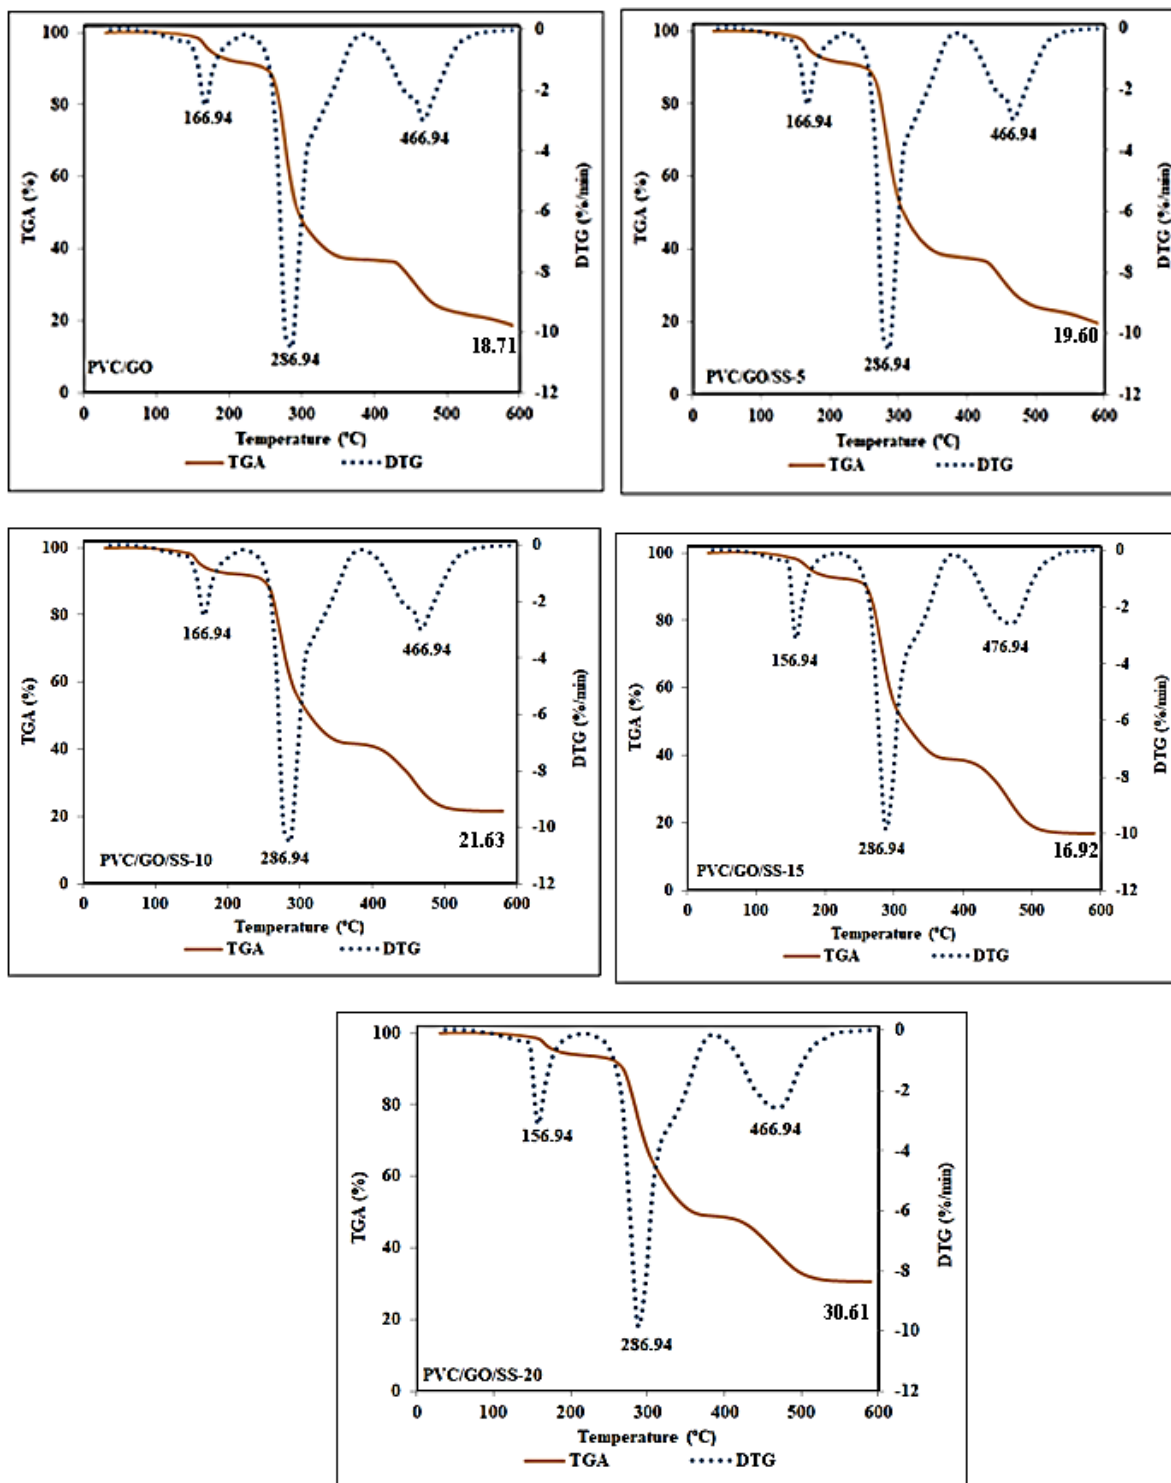 100
80
60
40
20
0
TGA (%)
0
-2
-4
-6
-8
-10
-12
DTG (%/min)
166.94
466.94
286.94
18.71
PVC/GO
0 100 200 300 400 500 600
Temperature (ºC)
TGA DTG
100
80
60
40
20
0
TGA (%)
0
-2
-4
-6
-8
-10
-12
DTG (%/min)
166.94
466.94
286.94
19.60
PVC/GO/SS-5
0 100 200 300 400 500 600
Temperature (ºC)
TGA DTG
100
80
60
40
20
0
TGA (%)
0
-2
-4
-6
-8
-10
-12
DTG (%/min)
166.94
466.94
286.94
21.63
PVC/GO/SS-10
0 100 200 300 400 500 600
Temperature (ºC)
TGA DTG
100
80
60
40
20
0
TGA (%)
0
-2
-4
-6
-8
-10
-12
DTG (%/min)
156.94
476.94
286.94
16.92
PVC/GO/SS-15
0 100 200 300 400 500 600
Temperature (ºC)
TGA DTG
100
80
60
40
20
0
TGA (%)
0
-2
-4
-6
-8
-10
-12
DTG (%/min)
156.94
466.94
286.94
30.61
PVC/GO/SS-20
0 100 200 300 400 500 600
Temperature (ºC)
TGA DTG